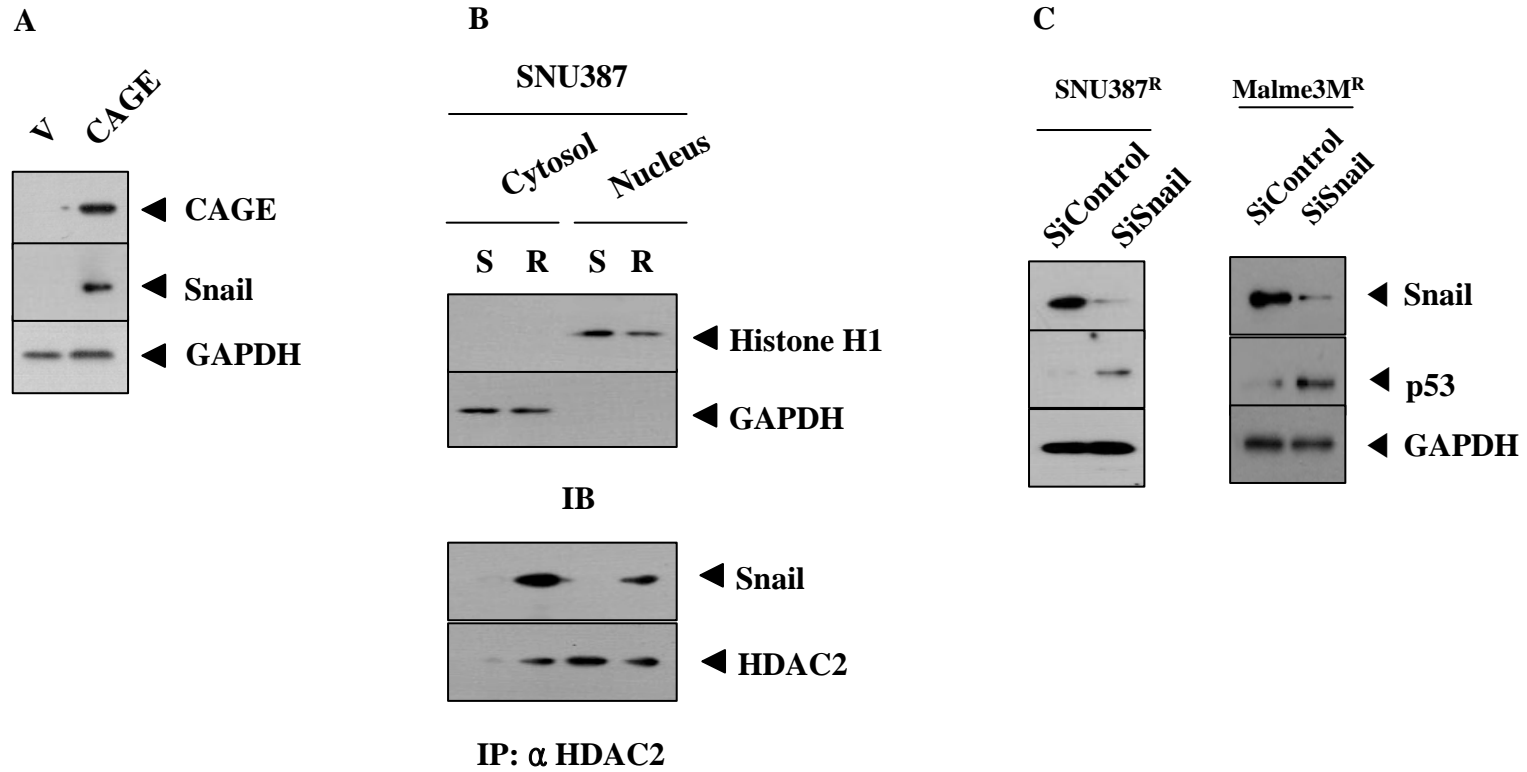 A
V
CAGE
CAGE
Snail
GAPDH
B
SNU387
Cytosol
Nucleus
S R S R
Histone H1
GAPDH
IB
Snail
HDAC2
IP: α HDAC2
C
SNU387R
Malme3MR
SiControl
SiSnail
SiControl
SiSnail
Snail
p53
GAPDH